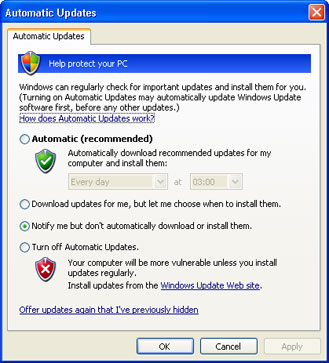 Automatic Updates
Automatic Updates
Help protect your PC
Windows can regularly check for important updates and install them for you.
(Turning on Automatic Updates may automatically update Windows Update
software first, before any other updates.)
How does Automatic Updates work?
Automatic (recommended)
Automatically download recommended updates for my
computer and install them:
Every day at 03:00
Download updates for me, but let me choose when to install them.
Notify me but don't automatically download or install them.
Turn off Automatic Updates.
Your computer will be more vulnerable unless you install
updates regularly.
Install updates from the Windows Update Web site.
Offer updates again that I've previously hidden
OK Cancel Apply